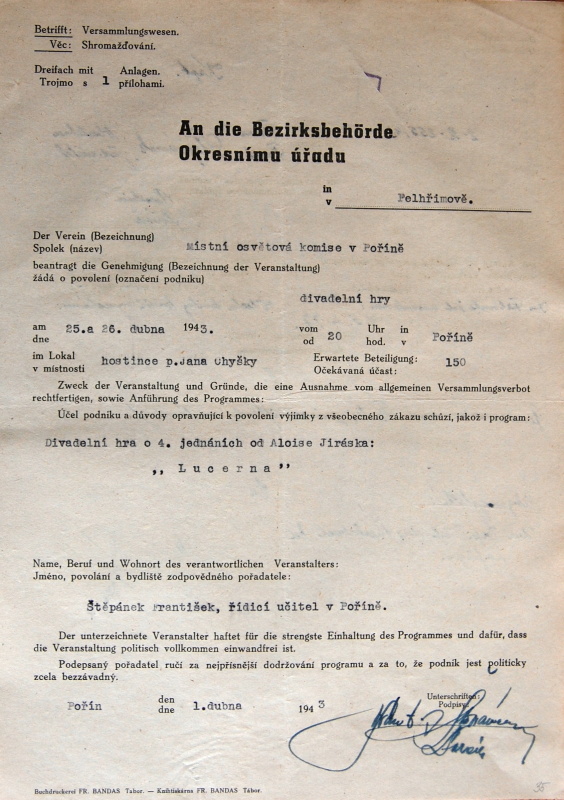 Betrifft: Versammlungswesen.
Věc: Shromažďování.
Dreifach mit 1 Anlagen.
Trojmo s přílohami.
An die Bezirksbehörde
Okresnímu úřadu
in
v Pelhřimově.
Der Verein (Bezeichnung)
Spolek (název) Místní osvětová komise v Poříně
beantragt die Genehmigung (Bezeichnung der Veranstaltung)
žádá o povolení (označení podniku)
divadelní hry
am 25.a 26. dubna 1943. vom 20 Uhr in Poříně
dne od hod. v
im Lokal hostince p.Jana Chyšky Erwartete Beteiligung: 150
v místnosti Očekávaná účast:
Zweck der Veranstaltung und Gründe, die eine Ausnahme vom allgemeinen Versammlungsverbot
rechtfertigen, sowie Anführung des Programmes:
Účel podniku a důvody opravňující k povolení výjimky z všeobecného zákazu schůzí, jakož i program:
Divadelní hra o 4. jednáních od Aloise Jiráska:
,, L u c e r n a ''
Name, Beruf und Wohnort des verantwortlichen Veranstalters:
Jméno, povolání a bydliště zodpovědného pořadatele:
Štěpánek František, řídící učitel v Poříně.
Der unterzeichnete Veranstalter haftet für die strengste Einhaltung des Programmes und dafür, dass
die Veranstaltung politisch vollkommen einwandfrei ist.
Podepsaný pořadatel ručí za nejpřísnější dodržování programu a za to, že podnik jest politicky
zcela bezzávadný.
Pořín den 1.dubna 1943
dne
Unterschriften:
Podpisy:
Buchdruckerei FR. BANDAS Tabor. — Knihtiskárna FR. BANDAS Tábor.